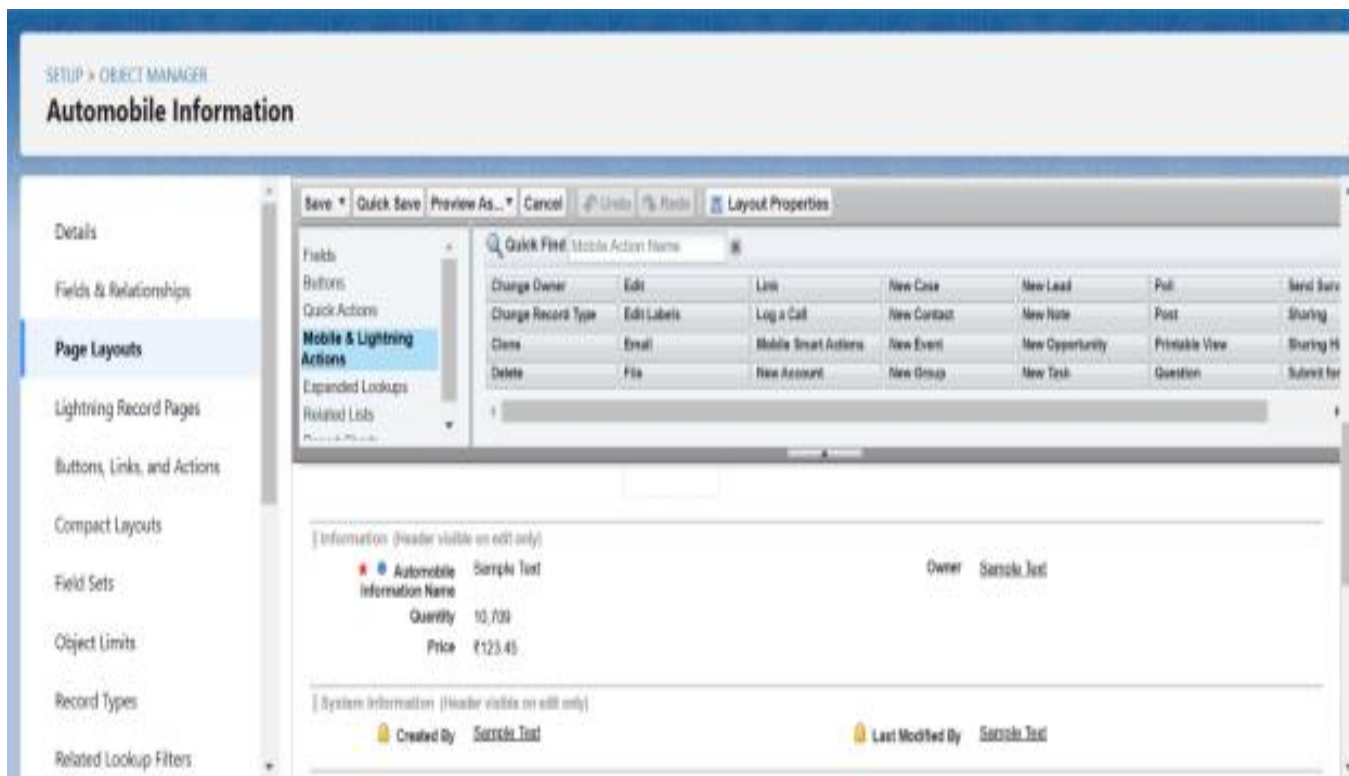 SETUP > OBJECT MANAGER
Automobile Information
Details
Fields & Relationships
Page Layouts
Lightning Record Pages
Buttons, Links, and Actions
Compact Layouts
Field Sets
Object Limits
Record Types
Related Lookup Filters
Save Quick Save Preview As... Cancel Undo Redo Layout Properties
Fields
Buttons
Quick Actions
Mobile & Lightning
Actions
Expanded Lookups
Related Lists
Quick Find Mobile Action Name
Change Owner Edit Link New Case New Lead Poll Send Surv
Change Record Type Edit Labels Log a Call New Contact New Note Post Sharing
Clone Email Mobile Smart Actions New Event New Opportunity Printable View Sharing H
Delete File New Account New Group New Task Question Submit for
Information (Header visible on edit only)
Automobile Sample Text Owner Sample Text
Information Name
Quantity 10,709
Price ₹123.45
System Information (Header visible on edit only)
Created By Sample Text Last Modified By Sample Text